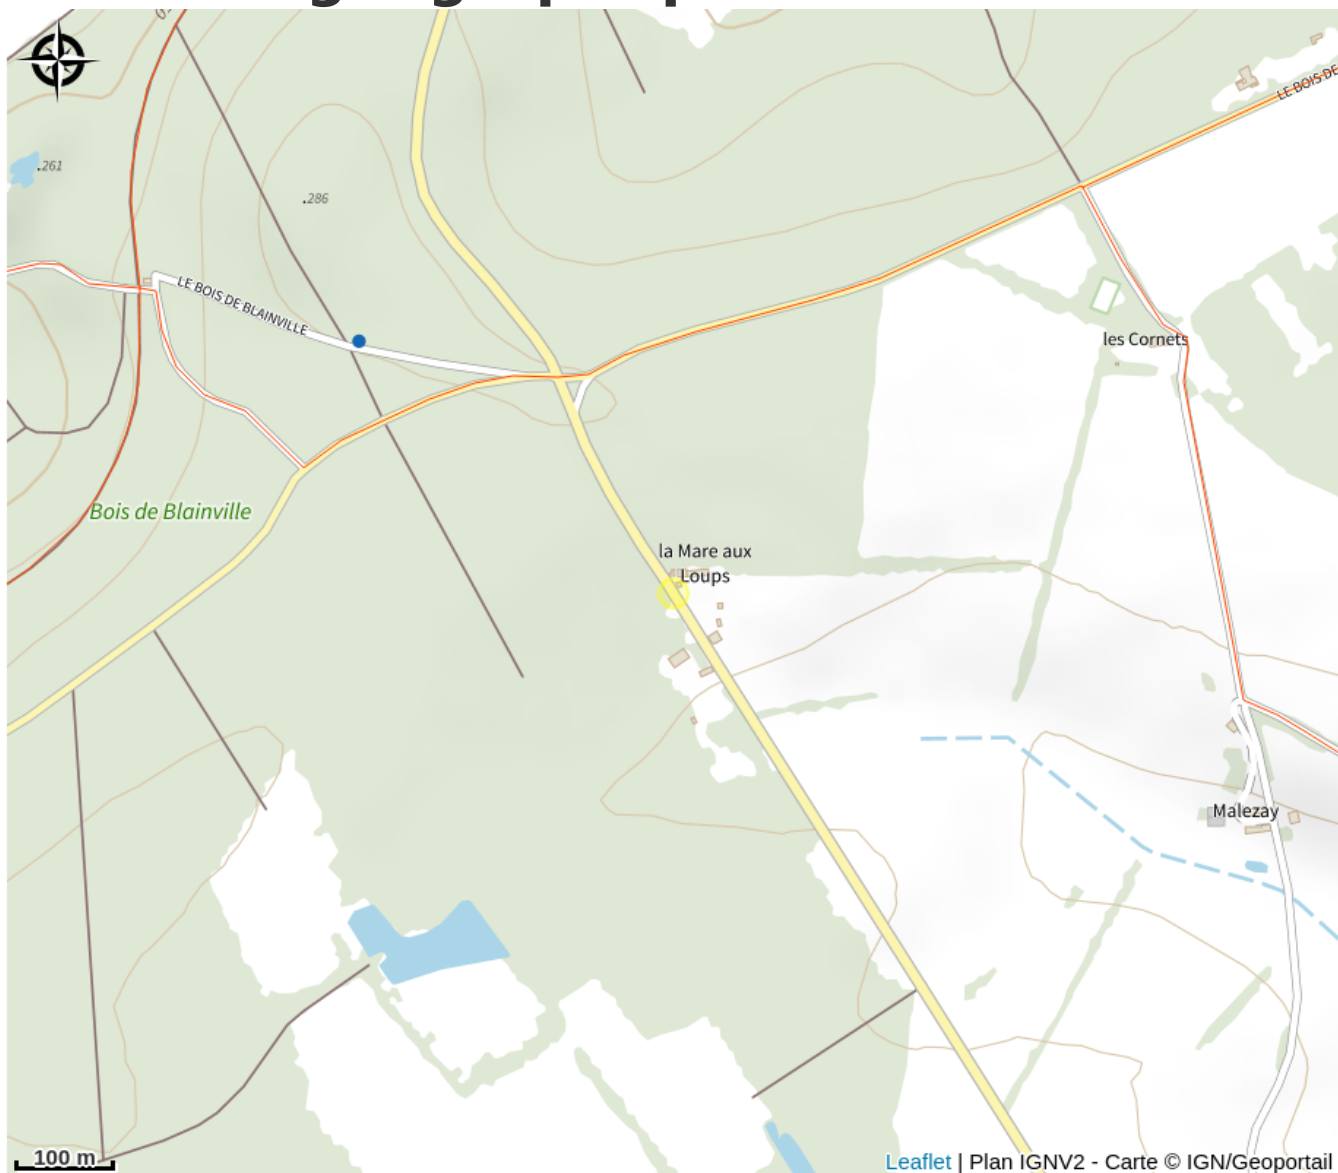 .261
.286
LE BOIS DE
LE BOIS DE BLAINVILLE
les Cornets
Bois de Blainville
la Mare aux
Loups
Malezay
100 m
Leaflet | Plan IGNV2 - Carte © IGN/Geoportail